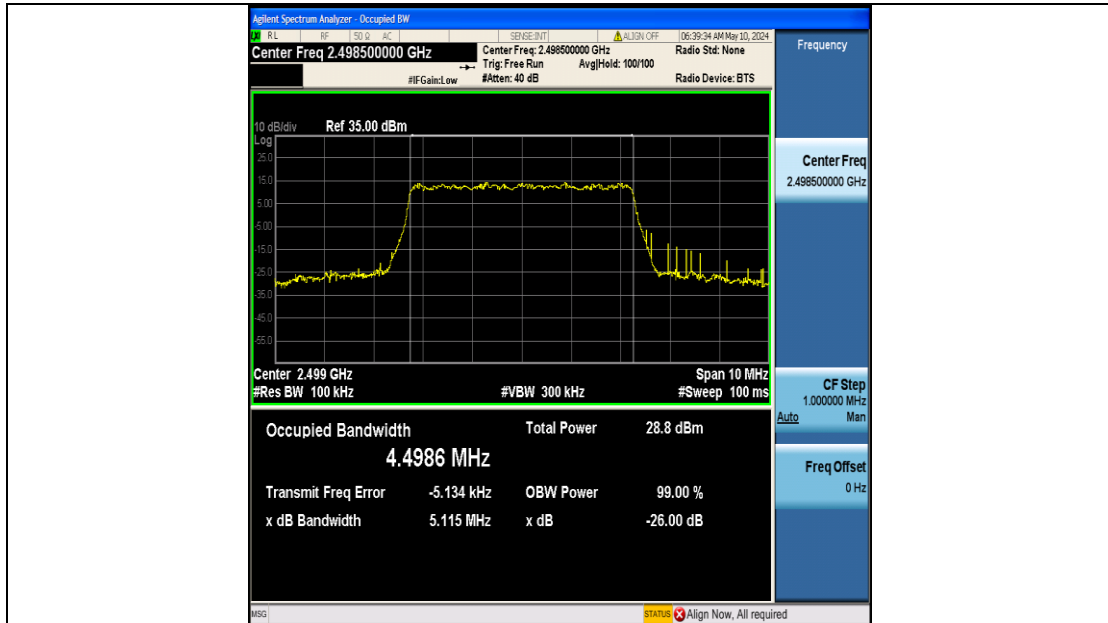 Agilent Spectrum Analyzer - Occupied BW
RL RF 50 Ω AC SENSE:INT ALIGN OFF 06:39:34 AM May 10, 2024
Center Freq 2.498500000 GHz
Center Freq: 2.498500000 GHz Radio Std: None
Trig: Free Run Avg|Hold: 100/100
#IFGain:Low #Atten: 40 dB Radio Device: BTS
10 dB/div Ref 35.00 dBm
Log
25.0
15.0
5.00
-5.00
-15.0
-25.0
-35.0
-45.0
-55.0
Center 2.499 GHz Span 10 MHz
#Res BW 100 kHz #VBW 300 kHz #Sweep 100 ms
Occupied Bandwidth Total Power 28.8 dBm
4.4986 MHz
Transmit Freq Error -5.134 kHz OBW Power 99.00 %
x dB Bandwidth 5.115 MHz x dB -26.00 dB
Frequency
Center Freq
2.498500000 GHz
CF Step
1.000000 MHz
Auto Man
Freq Offset
0 Hz
MSG STATUS Align Now, All required